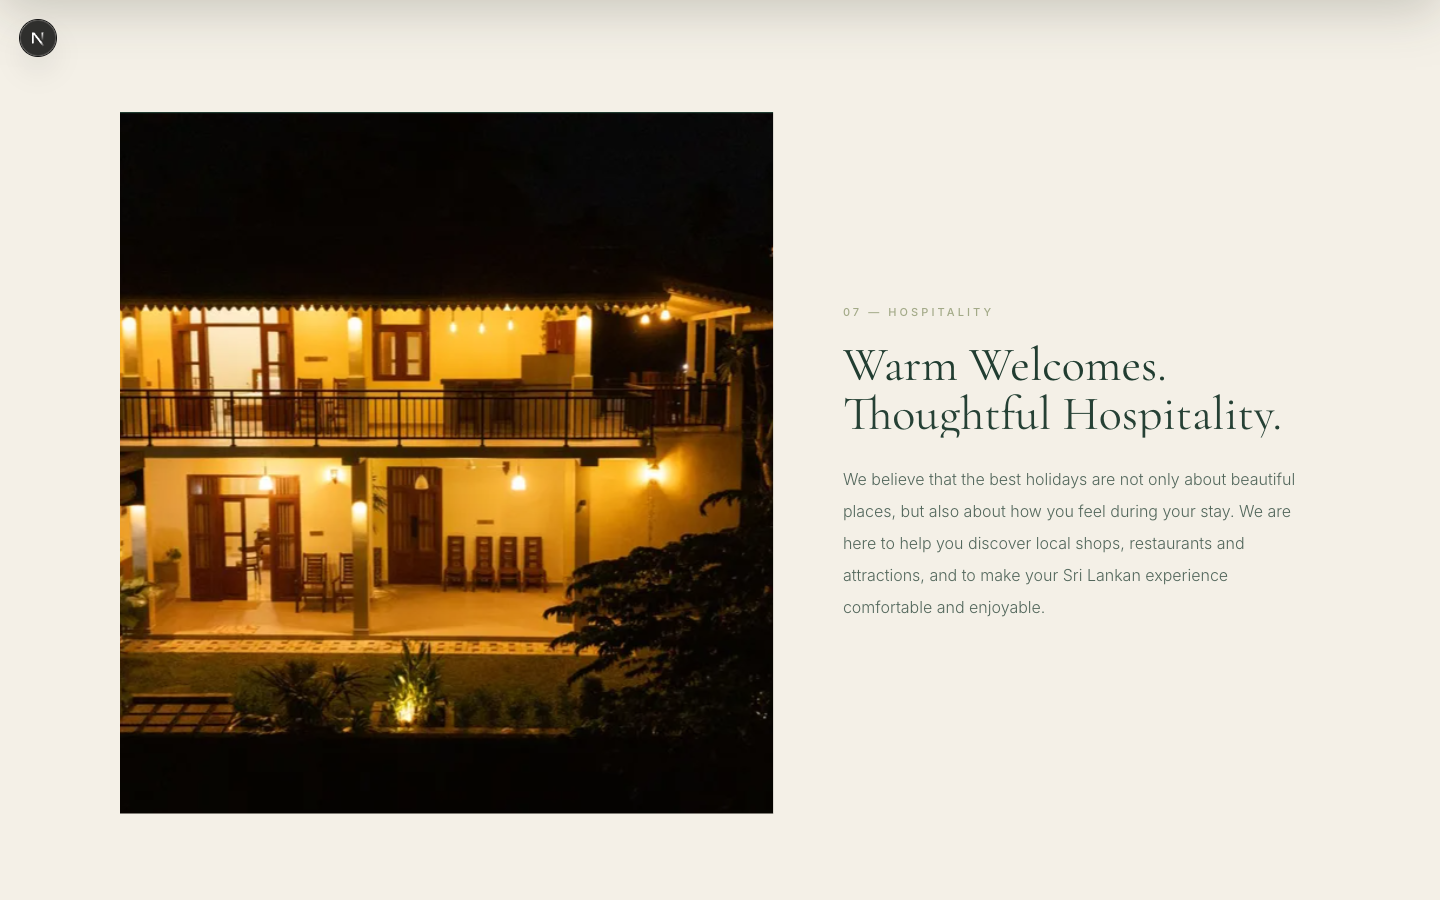 N
07 — HOSPITALITY
Warm Welcomes.
Thoughtful Hospitality.
We believe that the best holidays are not only about beautiful
places, but also about how you feel during your stay. We are
here to help you discover local shops, restaurants and
attractions, and to make your Sri Lankan experience
comfortable and enjoyable.